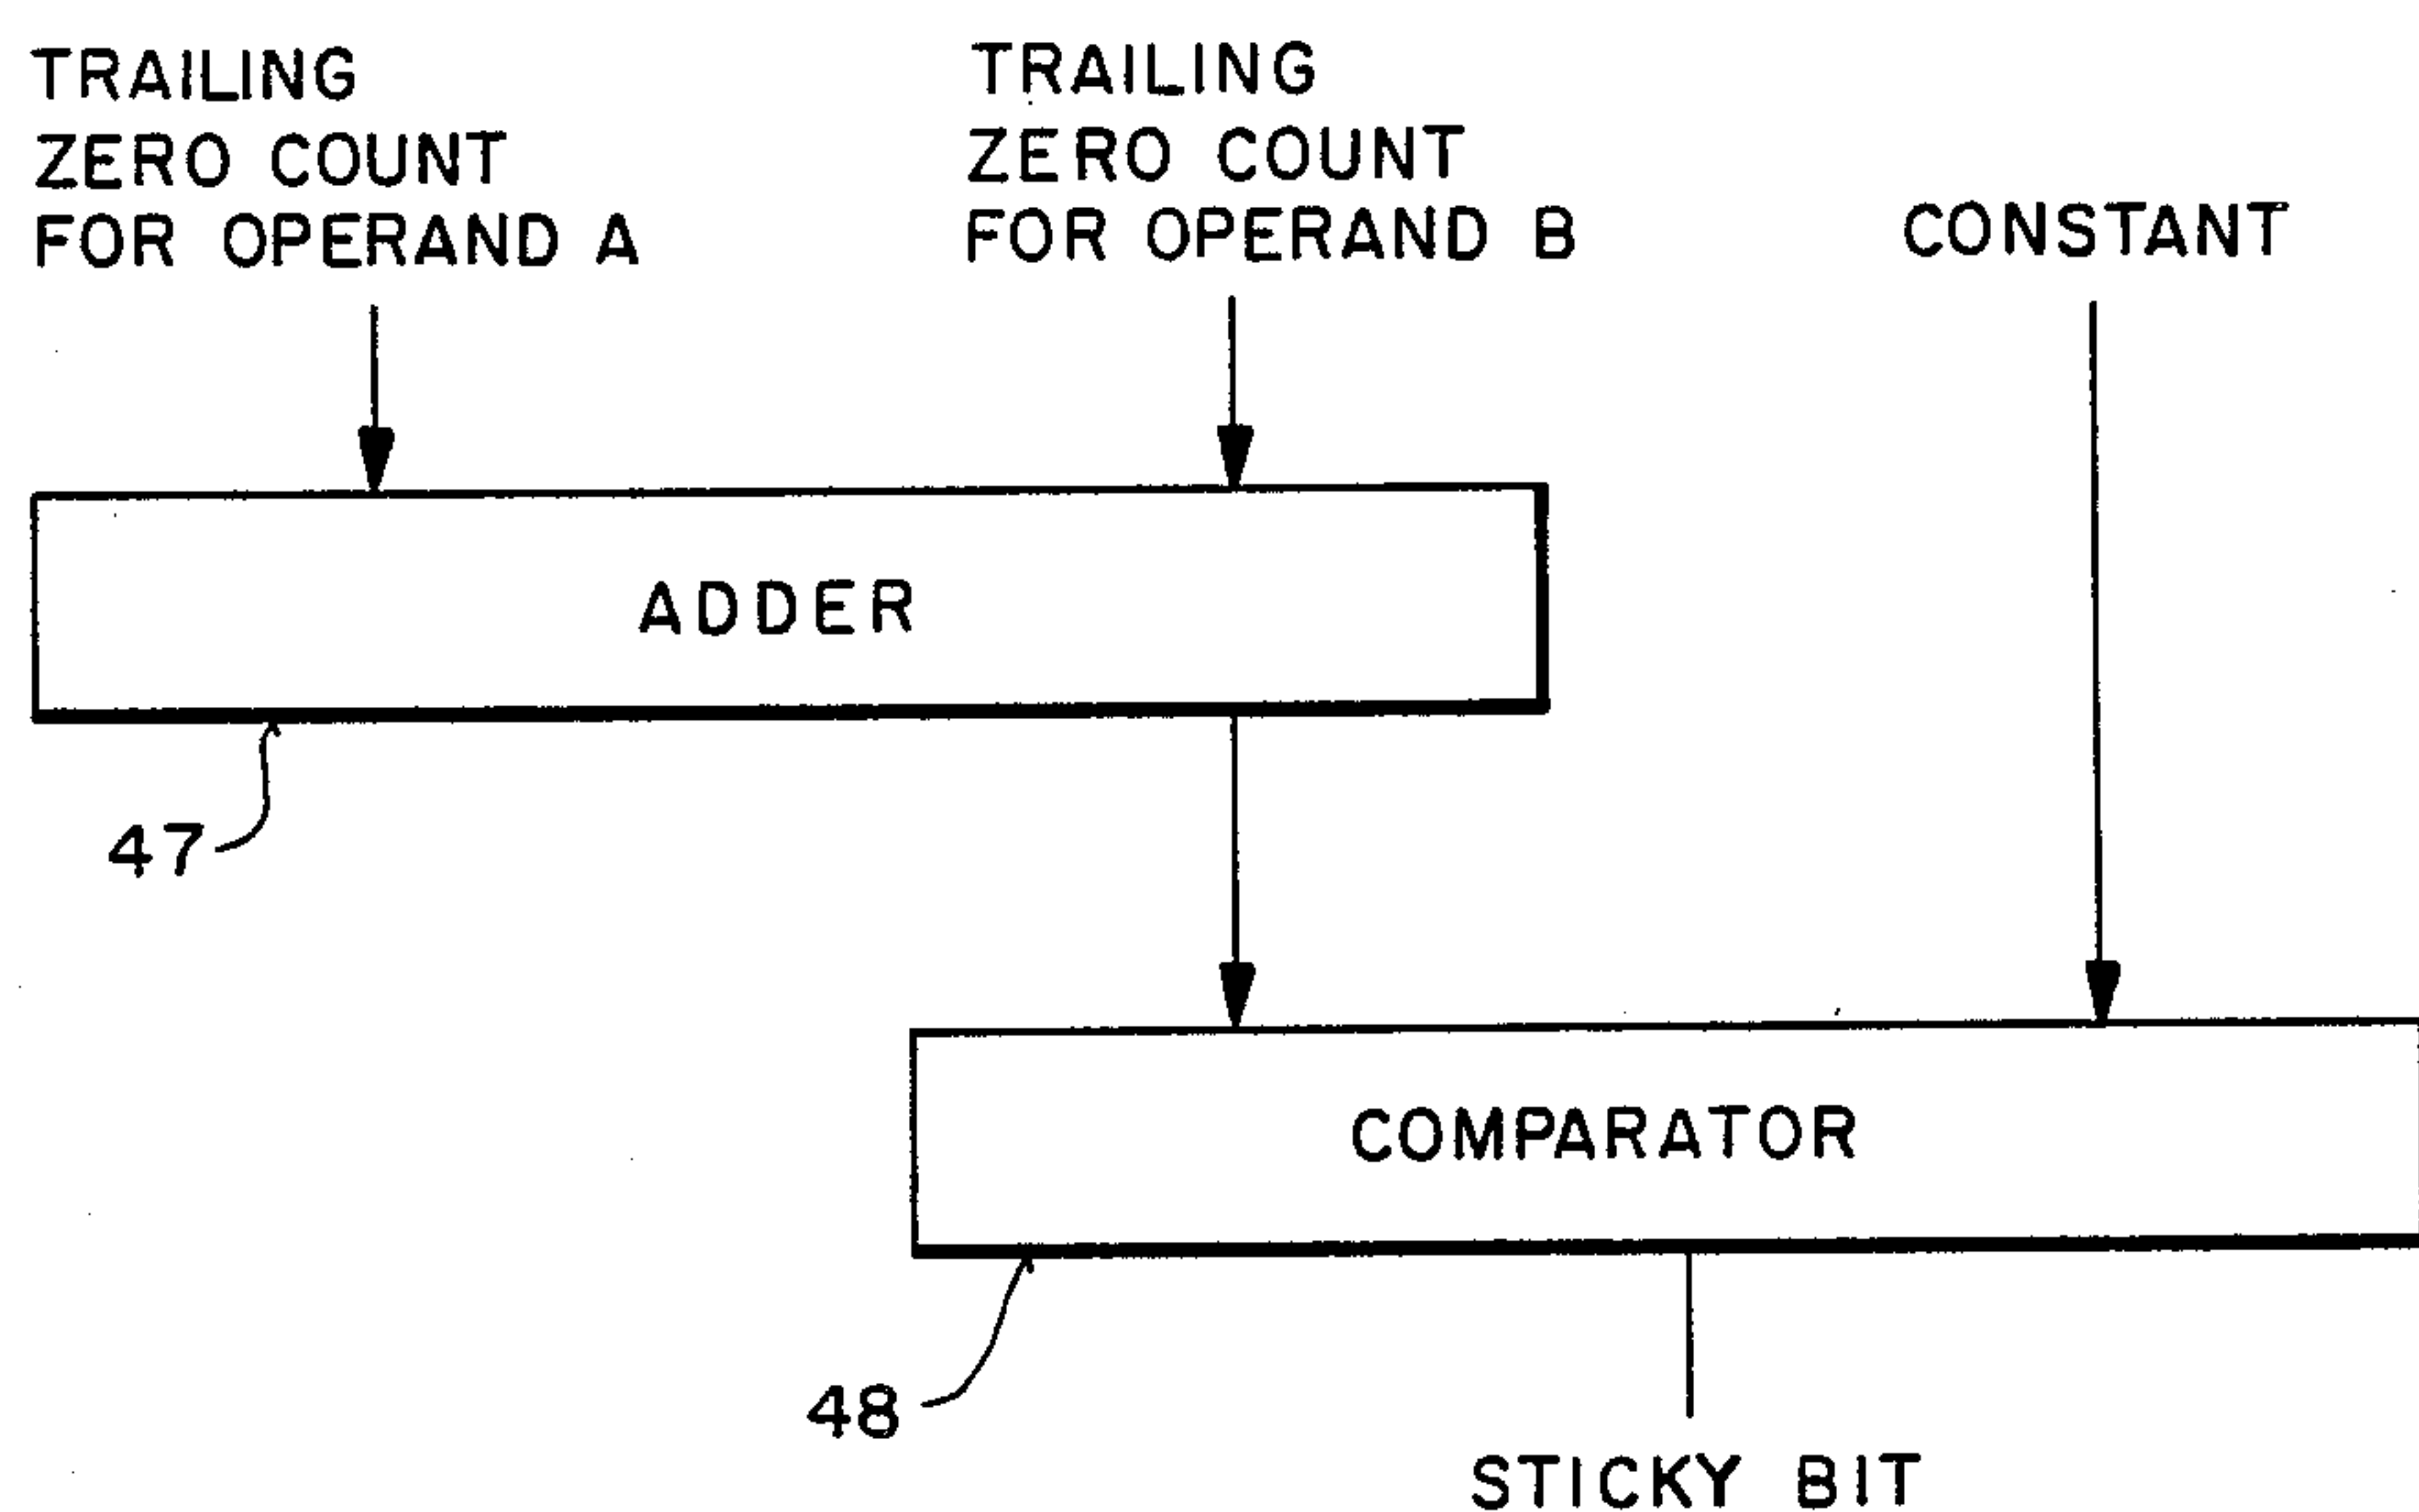 TRAILING
ZERO COUNT
FOR OPERAND A
TRAILING
ZERO COUNT
FOR OPERAND B
CONSTANT
ADDER
47
COMPARATOR
48
STICKY BIT